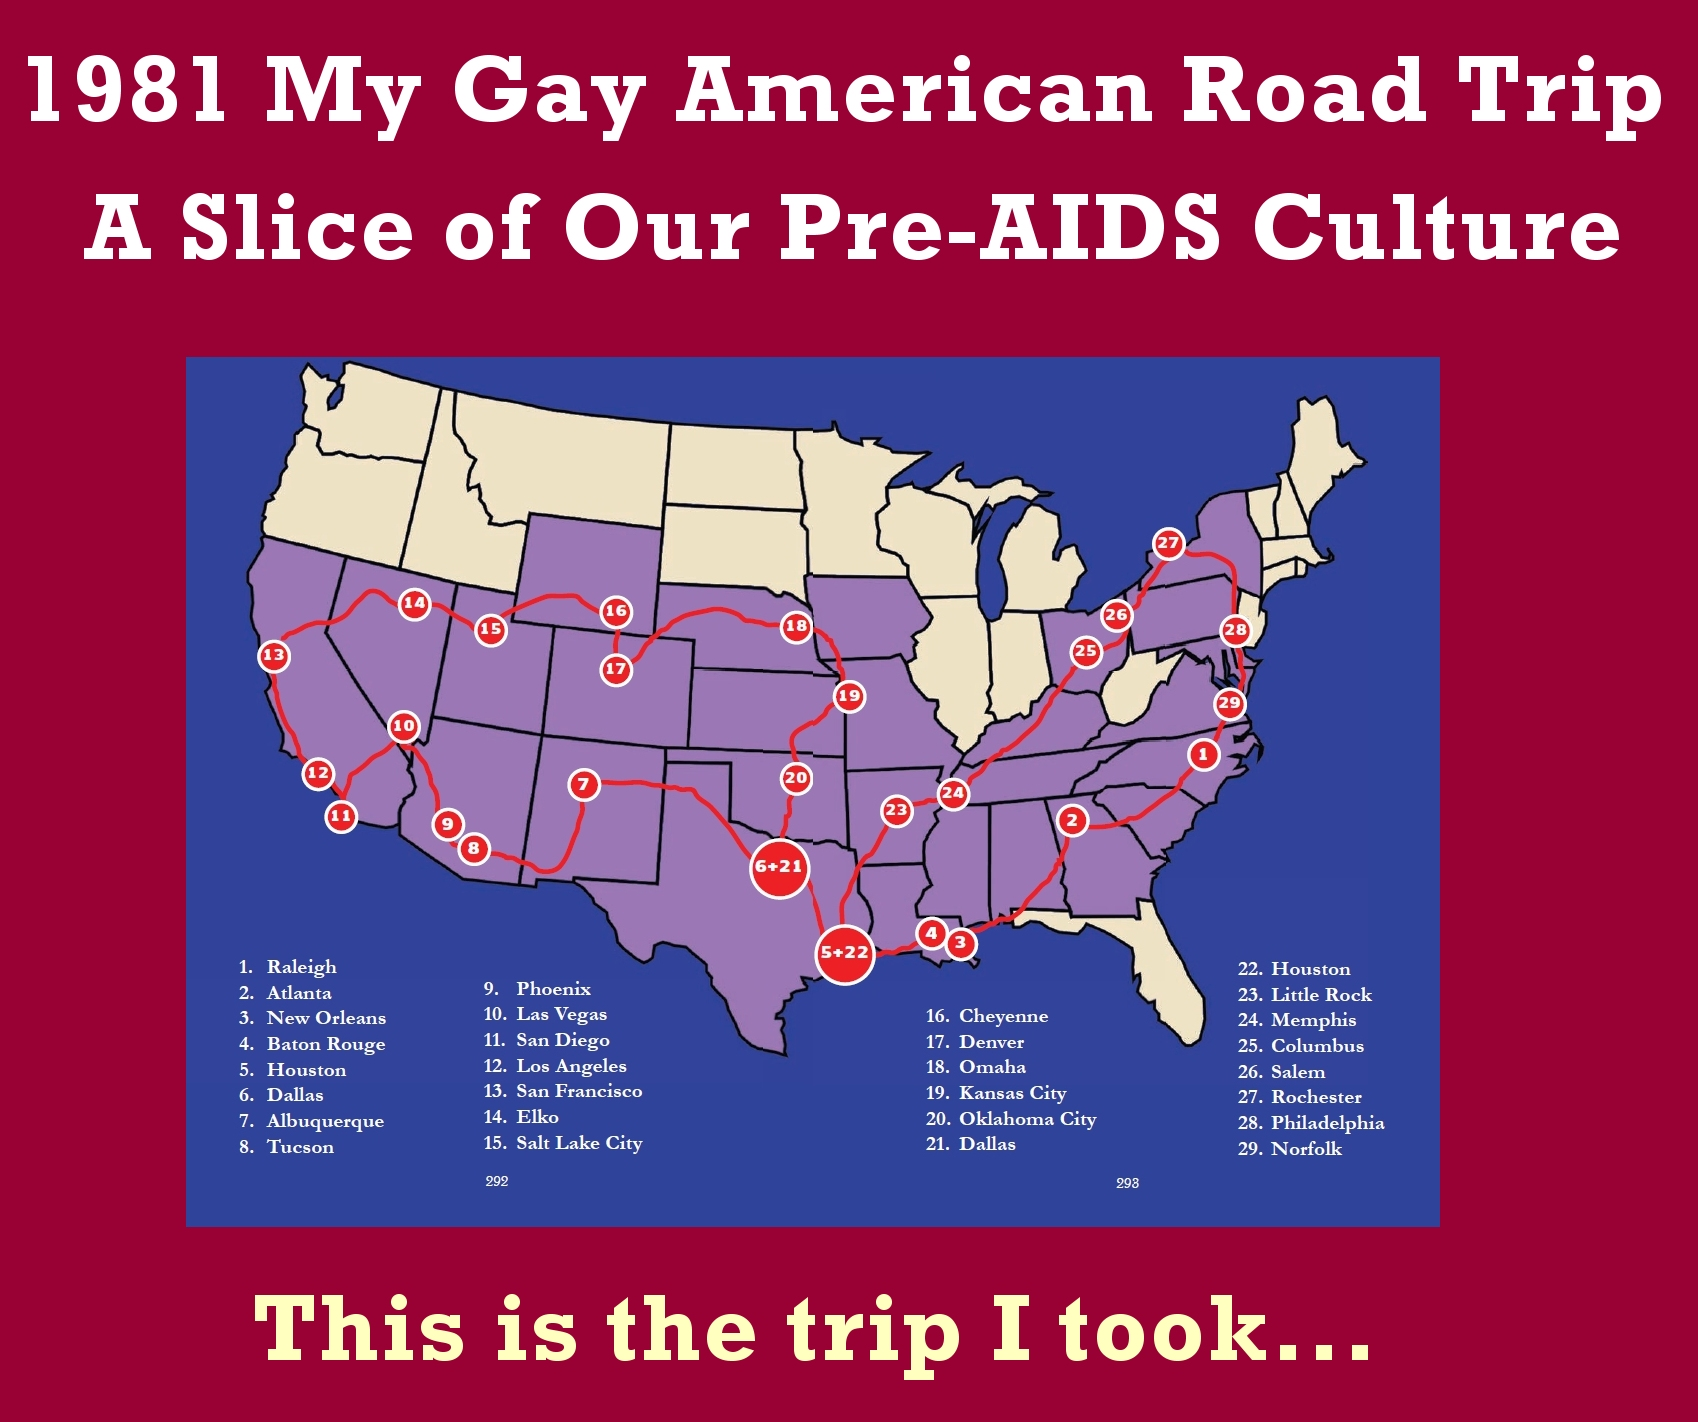 1981 My Gay American Road Trip
A Slice of Our Pre-AIDS Culture
27
14
16
26
15
18
28
25
13
17
19
29
10
1
12
20
7
24
23
11
2
9
8
6+21
4
3
5+22
1. Raleigh
2. Atlanta
3. New Orleans
4. Baton Rouge
5. Houston
6. Dallas
7. Albuquerque
8. Tucson
9. Phoenix
10. Las Vegas
11. San Diego
12. Los Angeles
13. San Francisco
14. Elko
15. Salt Lake City
292
16. Cheyenne
17. Denver
18. Omaha
19. Kansas City
20. Oklahoma City
21. Dallas
22. Houston
23. Little Rock
24. Memphis
25. Columbus
26. Salem
27. Rochester
28. Philadelphia
29. Norfolk
293
This is the trip I took...